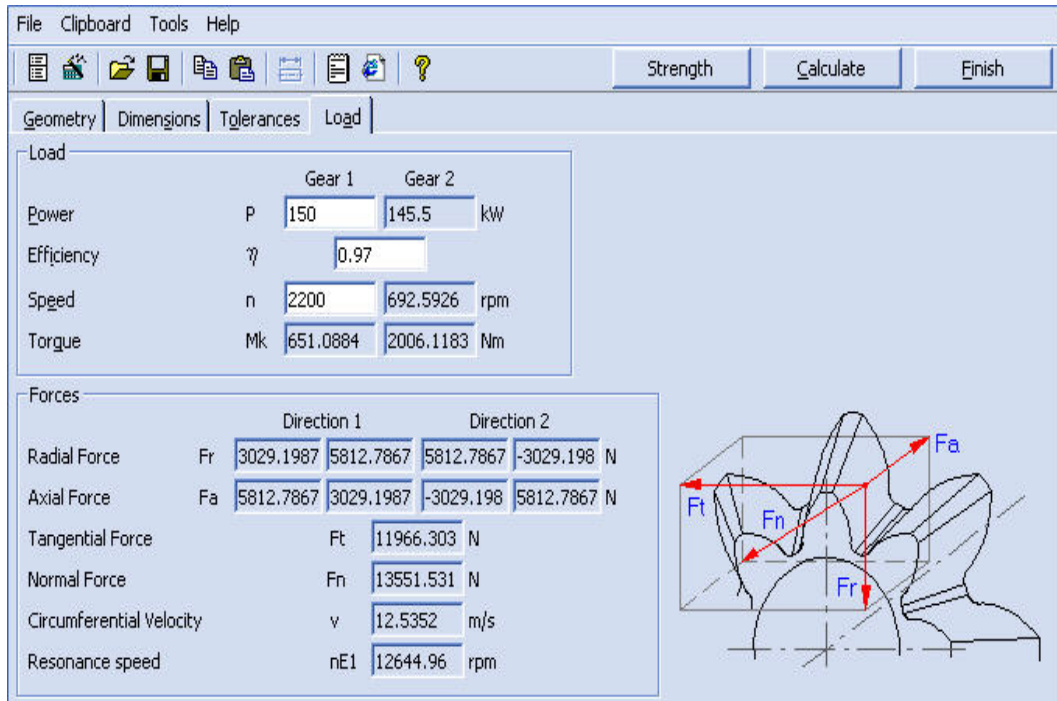 File Clipboard Tools Help
Strength Calculate Finish
Geometry Dimensions Tolerances Load
Load
Gear 1 Gear 2
Power P 150 145.5 kW
Efficiency η 0.97
Speed n 2200 692.5926 rpm
Torque Mk 651.0884 2006.1183 Nm
Forces
Direction 1 Direction 2
Radial Force Fr 3029.1987 5812.7867 5812.7867 -3029.198 N
Axial Force Fa 5812.7867 3029.1987 -3029.198 5812.7867 N
Tangential Force Ft 11966.303 N
Normal Force Fn 13551.531 N
Circumferential Velocity v 12.5352 m/s
Resonance speed nE1 12644.96 rpm
Fa
Ft
Fn
Fr